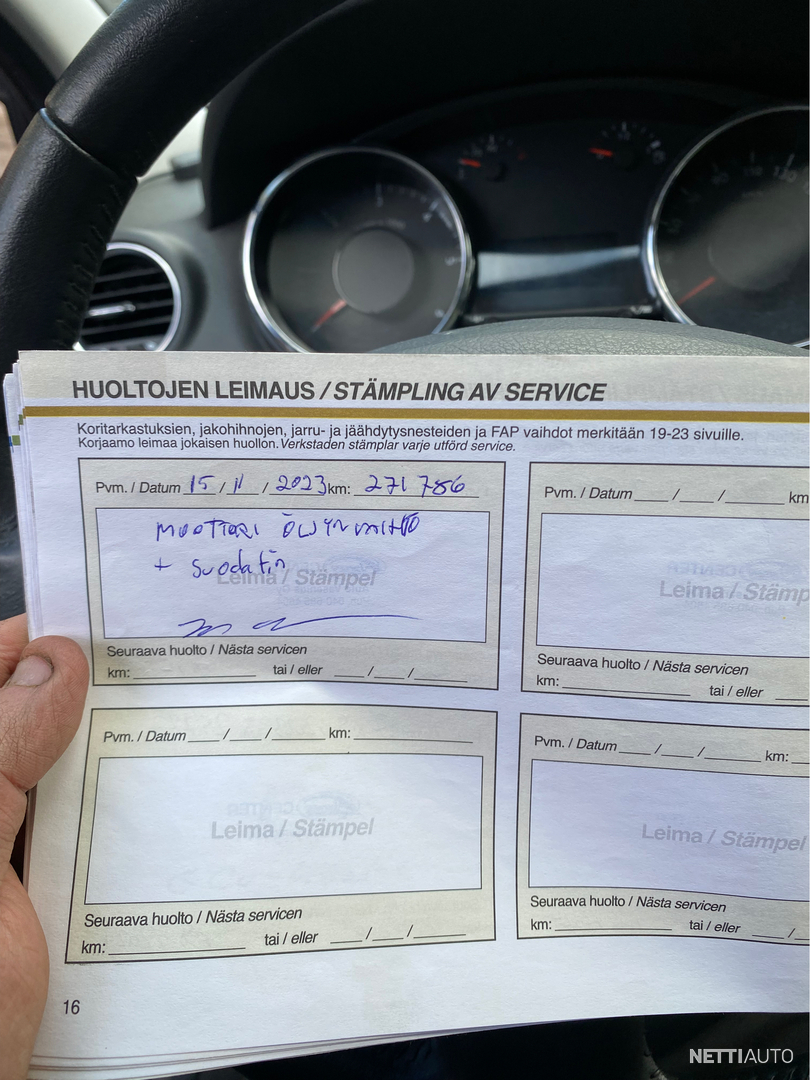 HUOLTOJEN LEIMAUS / STÄMPLING AV SERVICE
Koritarkastuksien, jakohihnojen, jarru- ja jäähdytysnesteiden ja FAP vaihdot merkitään 19-23 sivuille.
Korjaamo leimaa jokaisen huollon. Verkstaden stämplar varje utförd service.
Pvm. / Datum 15 / 11 / 2023 km: 271 786
+ suodatin
Leima / Stämpel
Seuraava huolto / Nästa servicen
km: tai / eller / /
Pvm. / Datum / / km
Leima / Stämp
Seuraava huolto / Nästa servicen
km: tai / eller
Pvm. / Datum / / km:
Leima / Stämpel
Seuraava huolto / Nästa servicen
km: tai / eller / /
Pvm. / Datum / / km:
Leima / Stämpel
Seuraava huolto / Nästa servicen
km: tai / eller /
16
NETTIAUTO